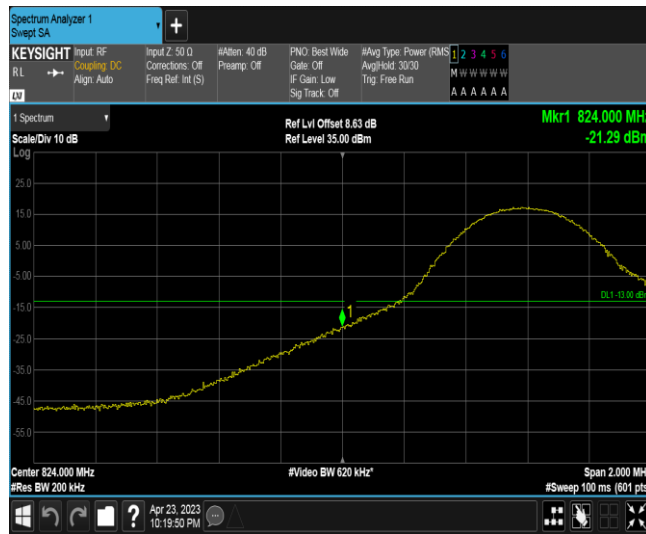 Spectrum Analyzer 1
Swept SA
+
KEYSIGHT
RL
LXI
Input: RF
Coupling: DC
Align: Auto
Input Z: 50 Ω
Corrections: Off
Freq Ref: Int (S)
#Atten: 40 dB
Preamp: Off
PNO: Best Wide
Gate: Off
IF Gain: Low
Sig Track: Off
#Avg Type: Power (RMS
Avg|Hold: 30/30
Trig: Free Run
1 2 3 4 5 6
M W W W W W
A A A A A A
1 Spectrum
Scale/Div 10 dB
Log
Ref Lvl Offset 8.63 dB
Ref Level 35.00 dBm
Mkr1 824.000 MHz
-21.29 dBm
25.0
15.0
5.00
-5.00
-15.0
-25.0
-35.0
-45.0
-55.0
1
DL1 -13.00 dBm
Center 824.000 MHz
#Res BW 200 kHz
#Video BW 620 kHz*
Span 2.000 MHz
#Sweep 100 ms (601 pts)
?
Apr 23, 2023
10:19:50 PM